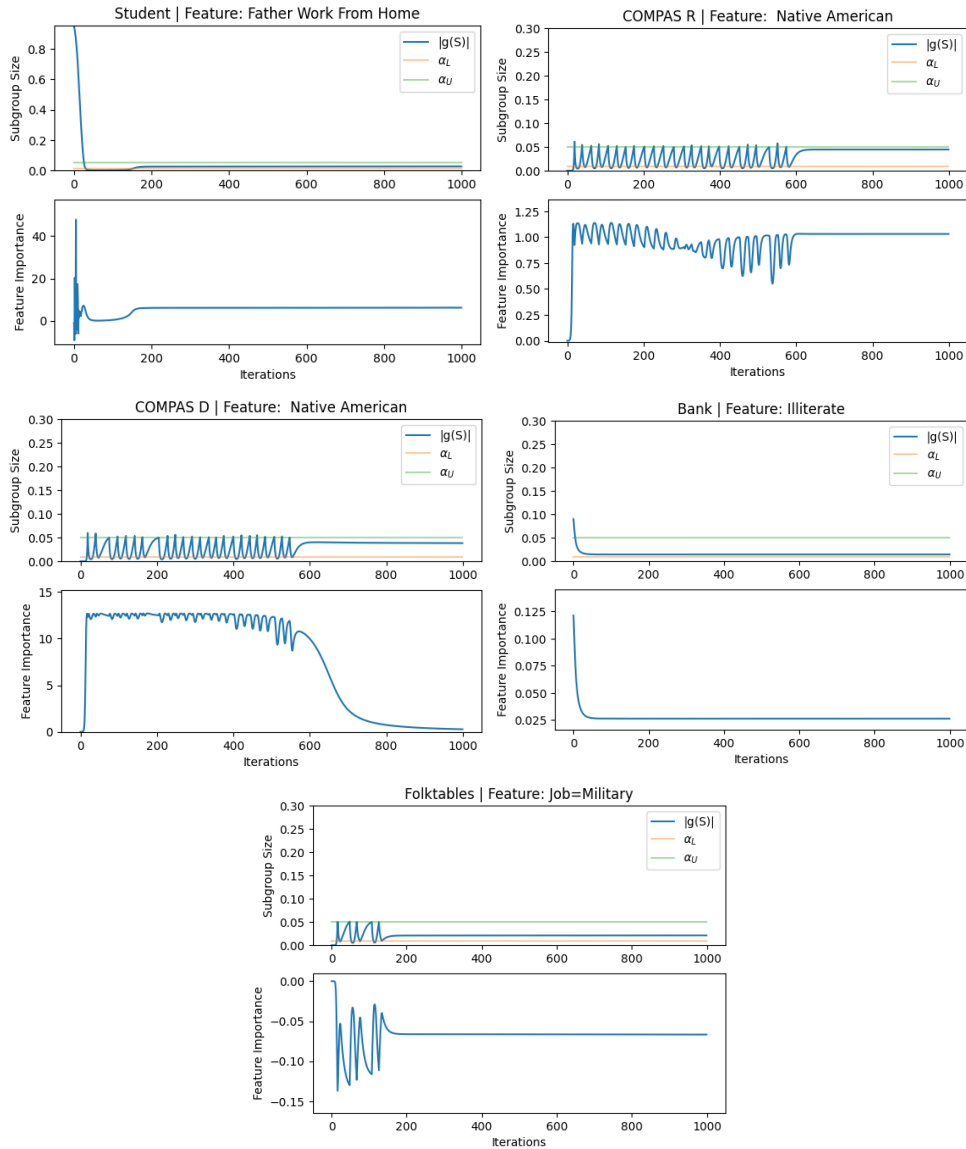 Student | Feature: Father Work From Home
Subgroup Size
0.8
0.6
0.4
0.2
0.0
|g(S)|
α_L
α_U
0 200 400 600 800 1000
Feature Importance
40
20
0
0 200 400 600 800 1000
Iterations
COMPAS R | Feature:  Native American
Subgroup Size
0.30
0.25
0.20
0.15
0.10
0.05
0.00
|g(S)|
α_L
α_U
0 200 400 600 800 1000
Feature Importance
1.25
1.00
0.75
0.50
0.25
0.00
0 200 400 600 800 1000
Iterations
COMPAS D | Feature:  Native American
Subgroup Size
0.30
0.25
0.20
0.15
0.10
0.05
0.00
|g(S)|
α_L
α_U
0 200 400 600 800 1000
Feature Importance
15
10
5
0
0 200 400 600 800 1000
Iterations
Bank | Feature: Illiterate
Subgroup Size
0.30
0.25
0.20
0.15
0.10
0.05
0.00
|g(S)|
α_L
α_U
0 200 400 600 800 1000
Feature Importance
0.125
0.100
0.075
0.050
0.025
0 200 400 600 800 1000
Iterations
Folktables | Feature: Job=Military
Subgroup Size
0.30
0.25
0.20
0.15
0.10
0.05
0.00
|g(S)|
α_L
α_U
0 200 400 600 800 1000
Feature Importance
0.00
−0.05
−0.10
−0.15
0 200 400 600 800 1000
Iterations